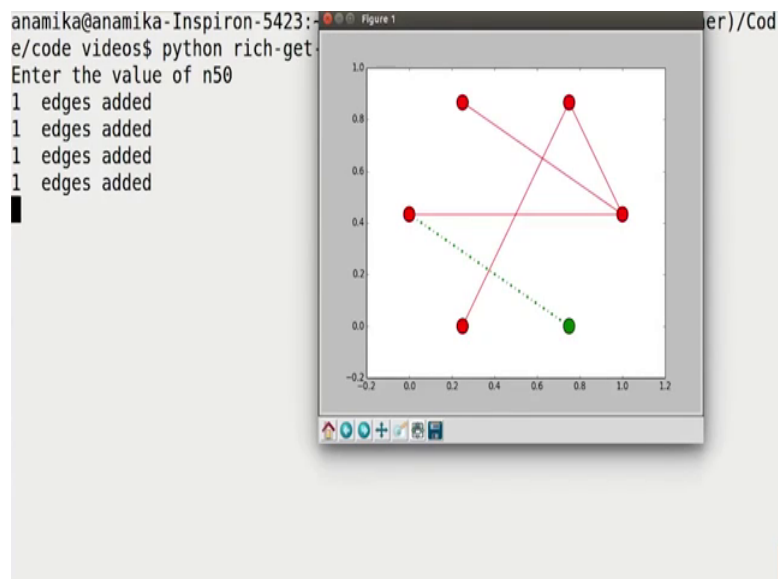 anamika@anamika-Inspiron-5423:~ er)/Cod
e/code videos$ python rich-get-
Enter the value of n50
1 edges added
1 edges added
1 edges added
1 edges added
Figure 1
1.0
0.8
0.6
0.4
0.2
0.0
−0.2
−0.2 0.0 0.2 0.4 0.6 0.8 1.0 1.2